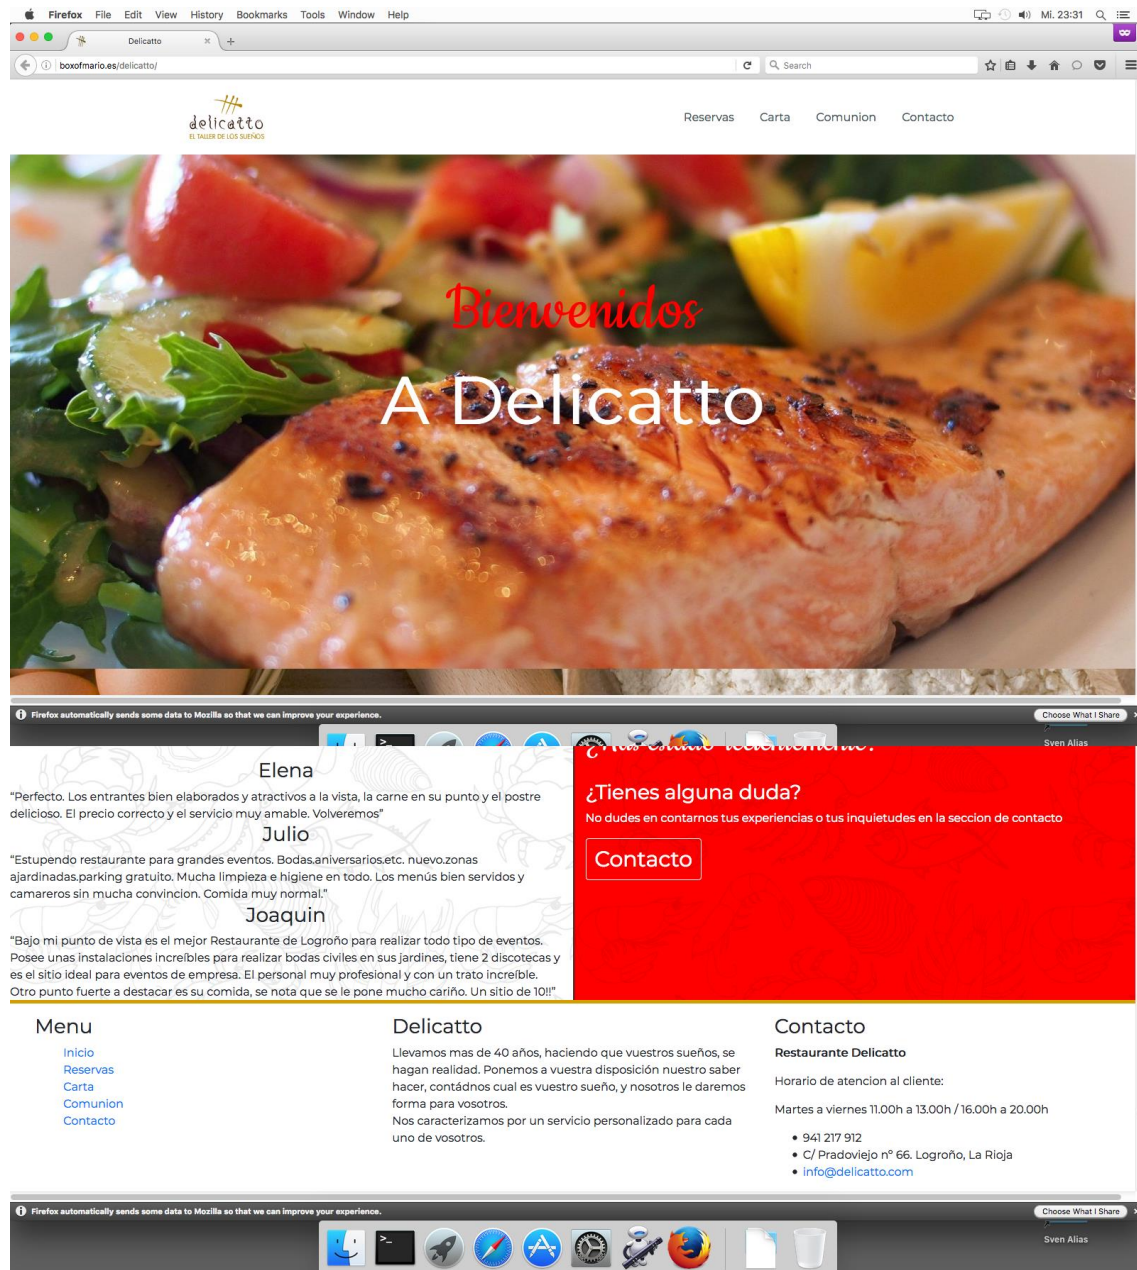 Firefox File Edit View History Bookmarks Tools Window Help Mi. 23:31
Delicatto
boxofmario.es/delicatto/ Search
delicatto
EL TALLER DE LOS SUEÑOS
Reservas Carta Comunion Contacto
Bienvenidos
A Delicatto
Firefox automatically sends some data to Mozilla so that we can improve your experience. Choose What I Share
Sven Alias
Elena
“Perfecto. Los entrantes bien elaborados y atractivos a la vista, la carne en su punto y el postre
delicioso. El precio correcto y el servicio muy amable. Volveremos”
Julio
“Estupendo restaurante para grandes eventos. Bodas.aniversarios.etc. nuevo.zonas
ajardinadas.parking gratuito. Mucha limpieza e higiene en todo. Los menús bien servidos y
camareros sin mucha convincion. Comida muy normal.”
Joaquin
“Bajo mi punto de vista es el mejor Restaurante de Logroño para realizar todo tipo de eventos.
Posee unas instalaciones increíbles para realizar bodas civiles en sus jardines, tiene 2 discotecas y
es el sitio ideal para eventos de empresa. El personal muy profesional y con un trato increíble.
Otro punto fuerte a destacar es su comida, se nota que se le pone mucho cariño. Un sitio de 10!!”
¿Tienes alguna duda?
No dudes en contarnos tus experiencias o tus inquietudes en la seccion de contacto
Contacto
Menu
Inicio
Reservas
Carta
Comunion
Contacto
Delicatto
Llevamos mas de 40 años, haciendo que vuestros sueños, se
hagan realidad. Ponemos a vuestra disposición nuestro saber
hacer, contádnos cual es vuestro sueño, y nosotros le daremos
forma para vosotros.
Nos caracterizamos por un servicio personalizado para cada
uno de vosotros.
Contacto
Restaurante Delicatto
Horario de atencion al cliente:
Martes a viernes 11.00h a 13.00h / 16.00h a 20.00h
941 217 912
C/ Pradoviejo nº 66. Logroño, La Rioja
info@delicatto.com
Firefox automatically sends some data to Mozilla so that we can improve your experience. Choose What I Share
Sven Alias